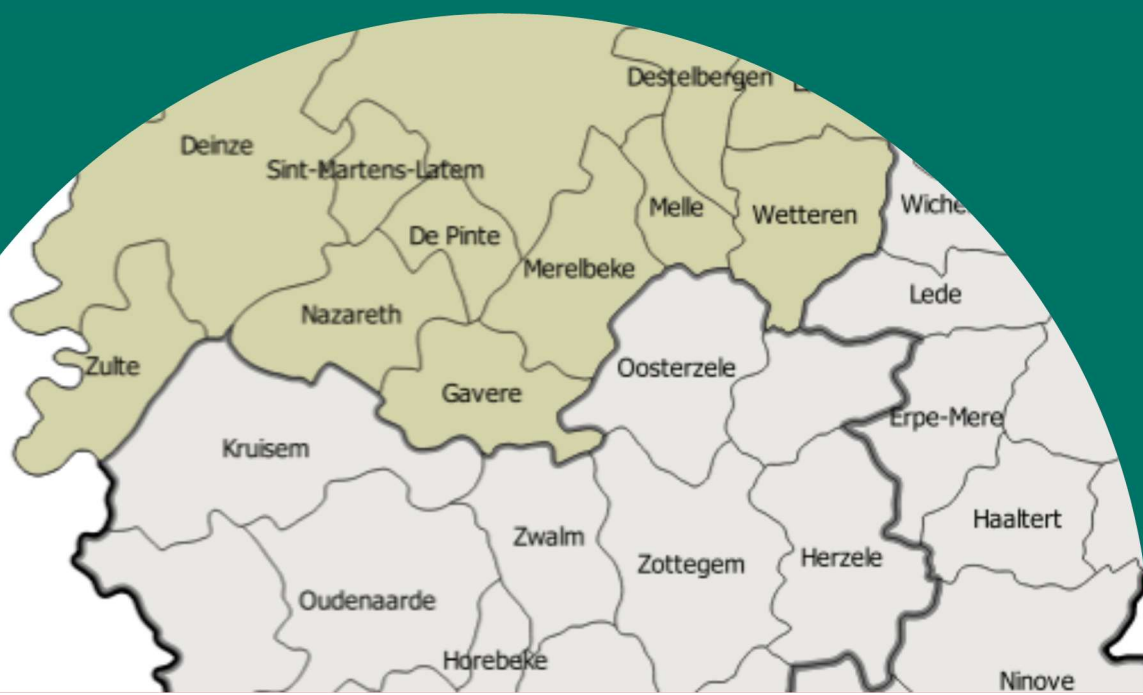 Destelbergen
Deinze
Sint-Martens-Latem
Wetteren
Melle
De Pinte
Merelbeke
Lede
Nazareth
Zulte
Oosterzele
Gavere
Erpe-Mere
Kruisem
Haaltert
Zwalm
Herzele
Zottegem
Oudenaarde
Horebeke
Ninove